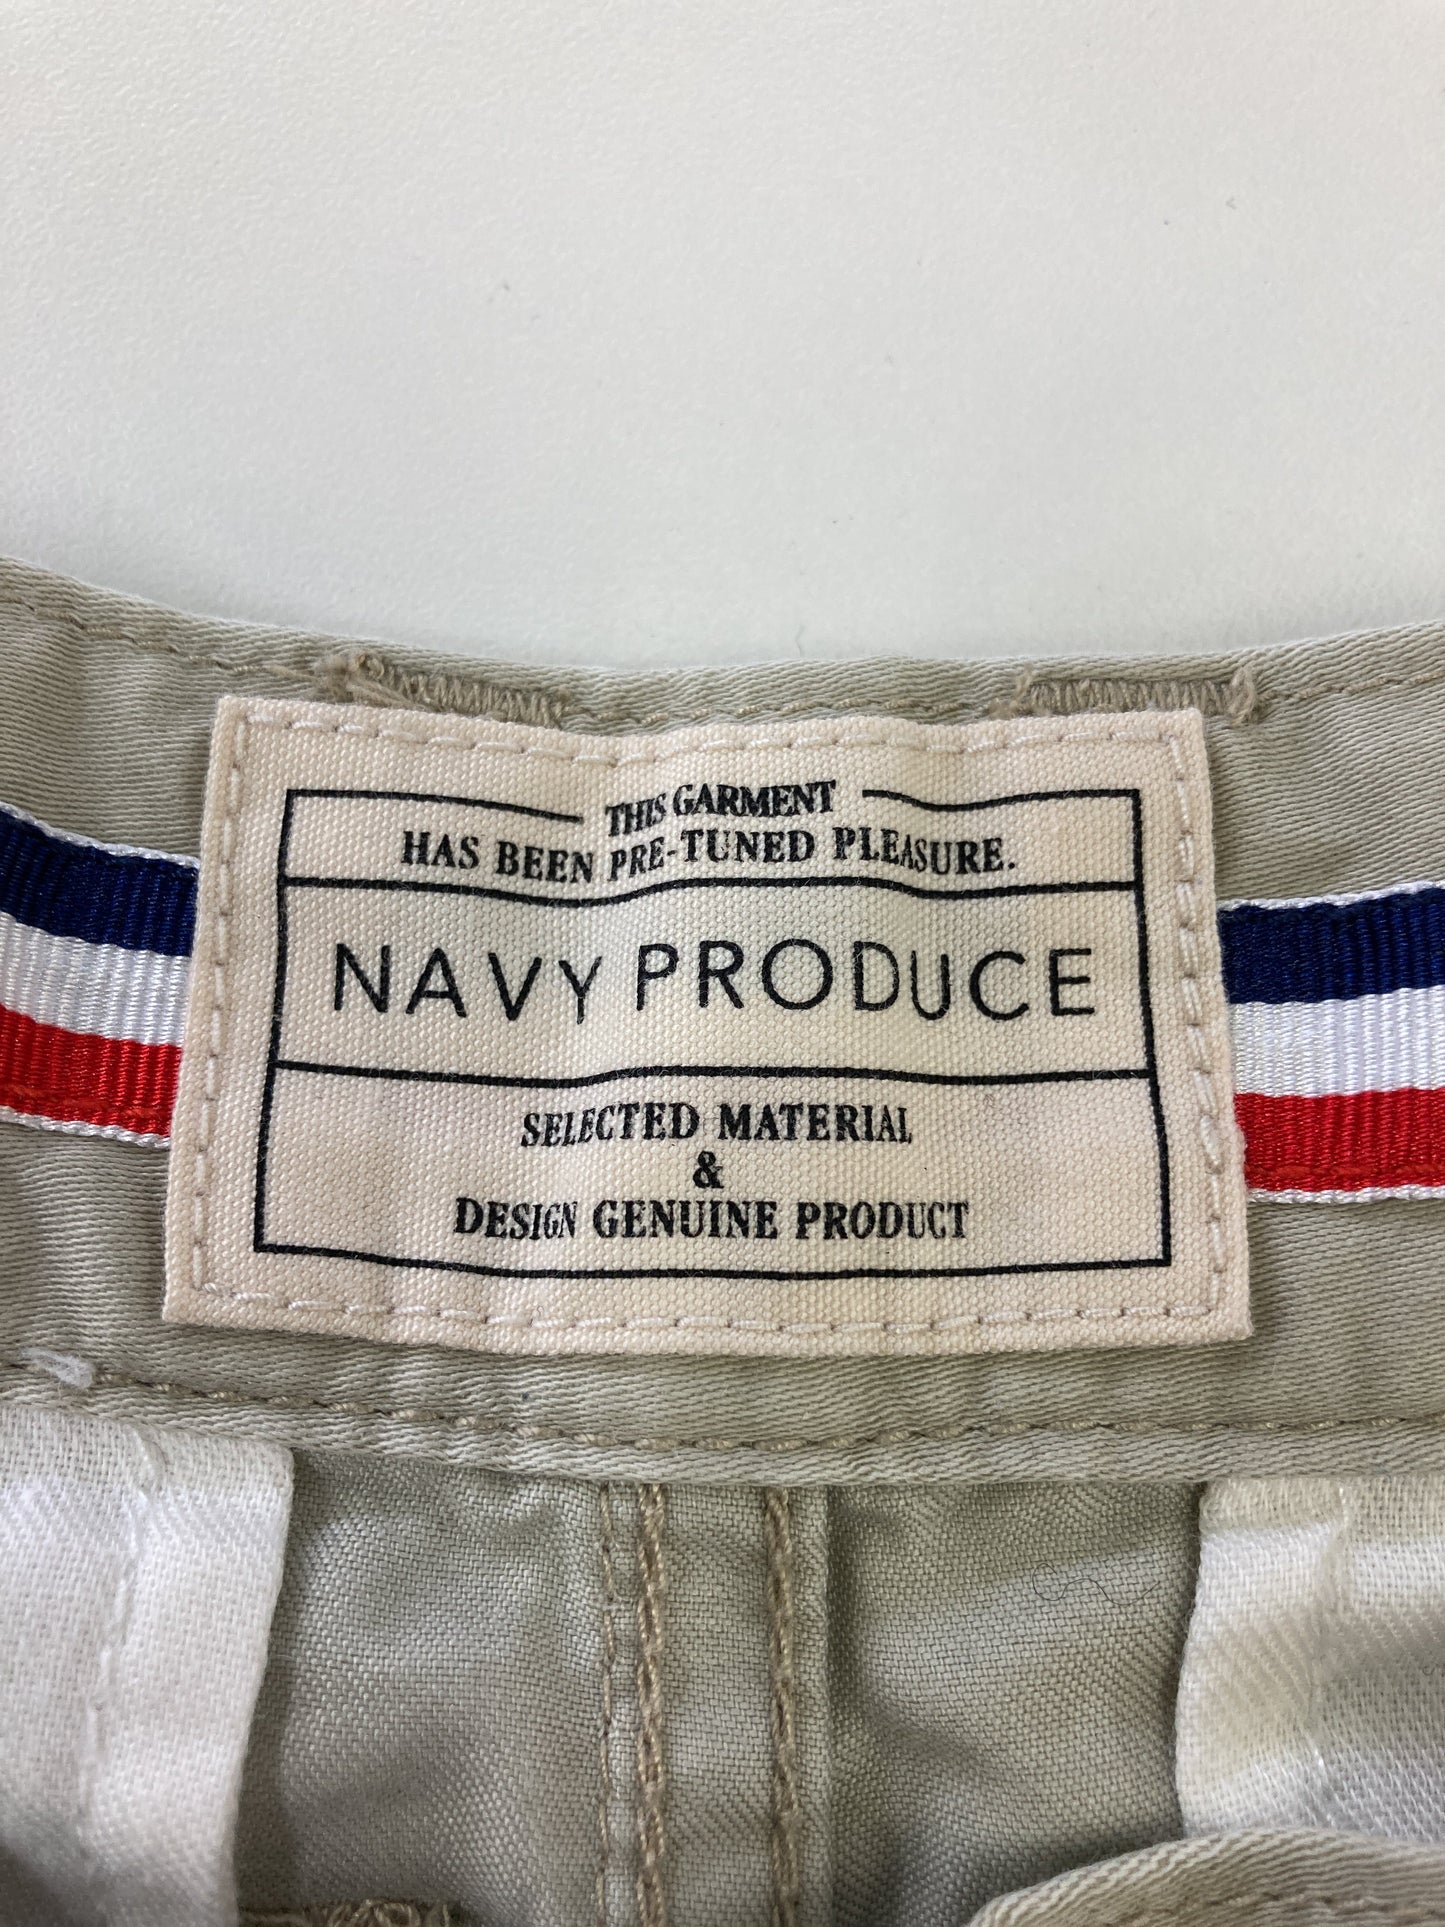 THIS GARMENT
HAS BEEN PRE-TUNED PLEASURE.
NAVY PRODUCE
SELECTED MATERIAL
&
DESIGN GENUINE PRODUCT